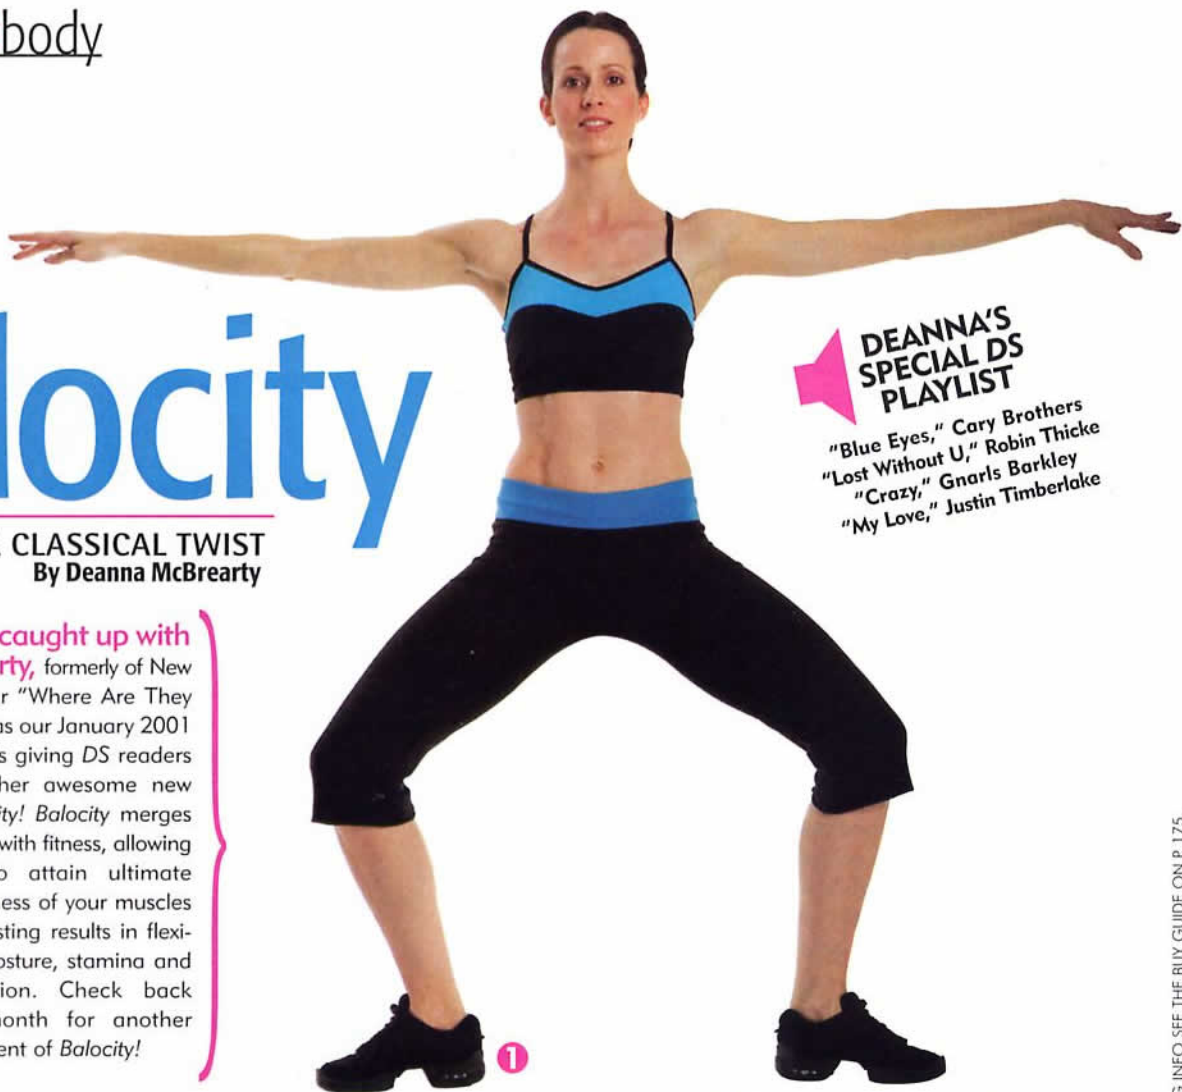 body
locity
CLASSICAL TWIST
By Deanna McBrearty
caught up with
rty, formerly of New
r "Where Are They
as our January 2001
s giving DS readers
her awesome new
ity! Balocity merges
with fitness, allowing
o attain ultimate
ess of your muscles
sting results in flexi-
osture, stamina and
ion. Check back
onth for another
ent of Balocity!
DEANNA'S
SPECIAL DS
PLAYLIST
"Blue Eyes," Cary Brothers
"Lost Without U," Robin Thicke
"Crazy," Gnarls Barkley
"My Love," Justin Timberlake
1
INFO SEE THE BUY GUIDE ON P 175